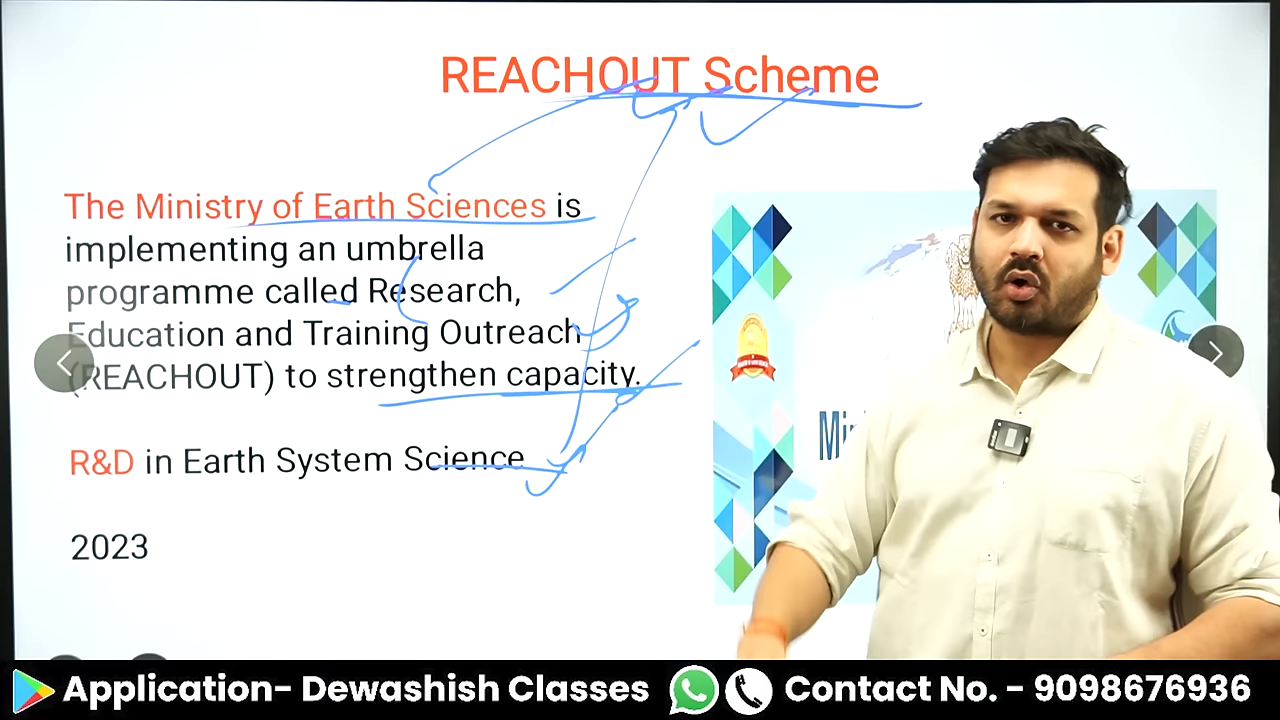 REACHOUT Scheme
The Ministry of Earth Sciences is
implementing an umbrella
programme called Research,
Education and Training Outreach
(REACHOUT) to strengthen capacity.
R&D in Earth System Science
2023
Application- Dewashish Classes
Contact No. - 9098676936